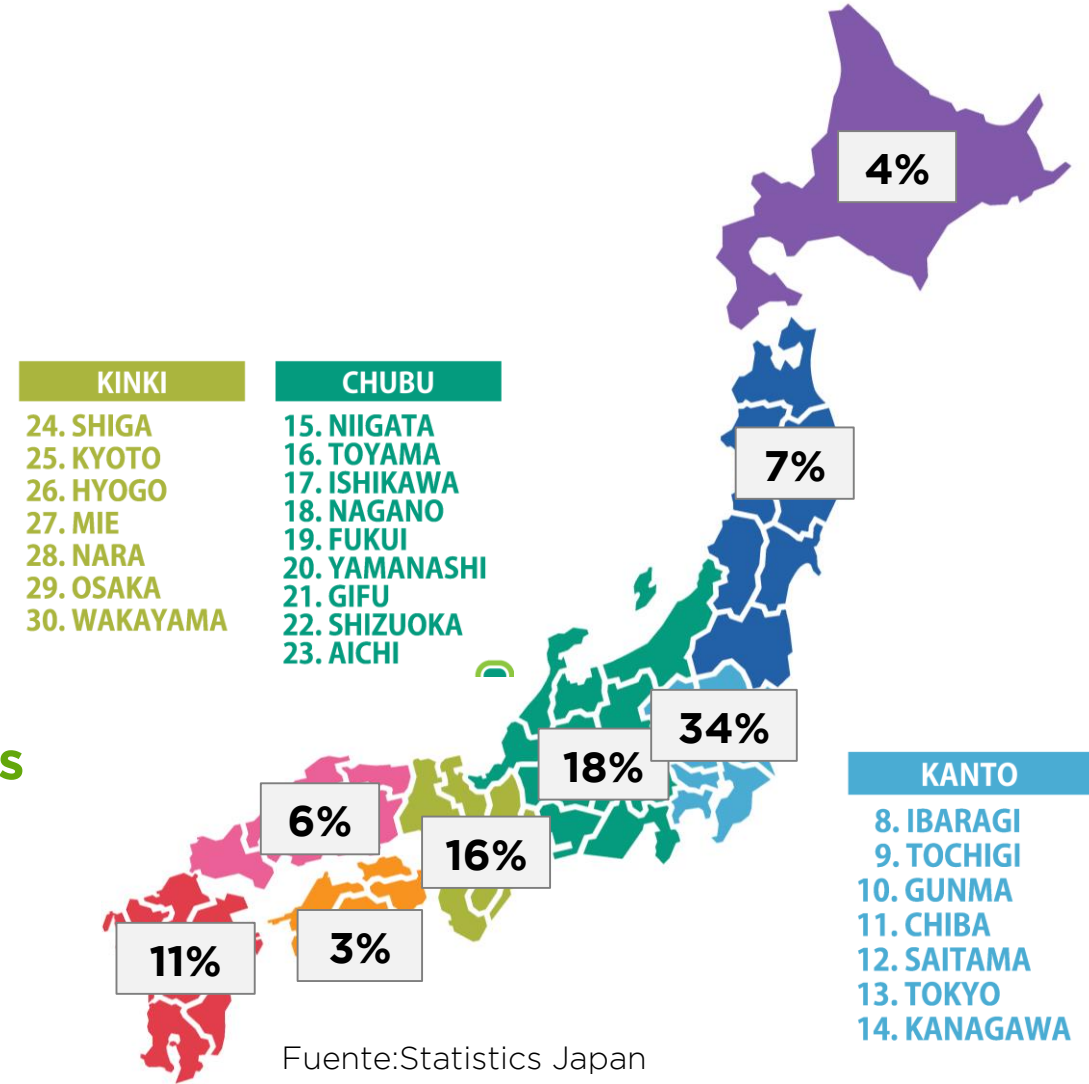 4%
7%
KINKI
24. SHIGA
25. KYOTO
26. HYOGO
27. MIE
28. NARA
29. OSAKA
30. WAKAYAMA
CHUBU
15. NIIGATA
16. TOYAMA
17. ISHIKAWA
18. NAGANO
19. FUKUI
20. YAMANASHI
21. GIFU
22. SHIZUOKA
23. AICHI
34%
18%
S
6%
16%
11%
3%
KANTO
8. IBARAGI
9. TOCHIGI
10. GUNMA
11. CHIBA
12. SAITAMA
13. TOKYO
14. KANAGAWA
Fuente:Statistics Japan